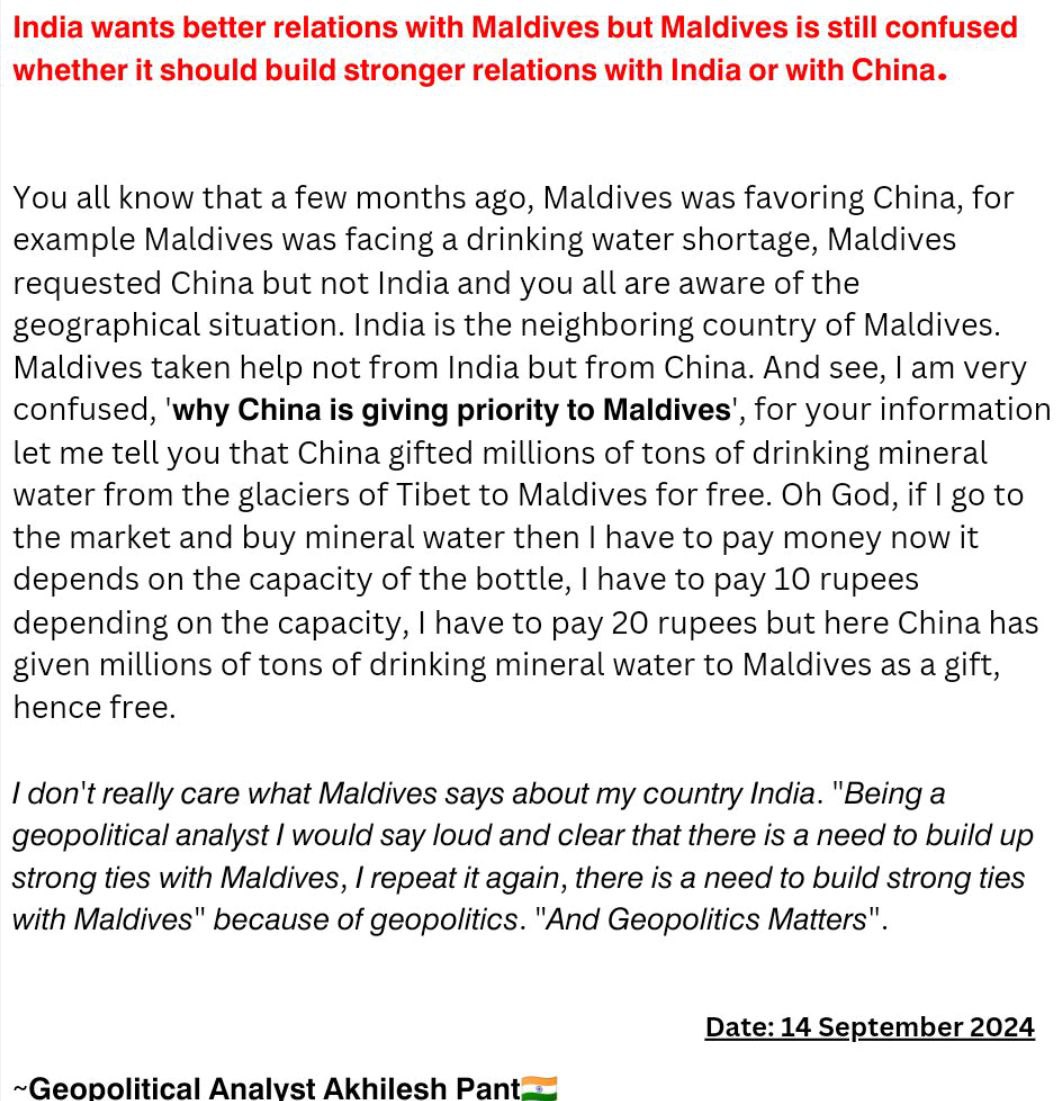 India wants better relations with Maldives but Maldives is still confused
whether it should build stronger relations with India or with China.
You all know that a few months ago, Maldives was favoring China, for
example Maldives was facing a drinking water shortage, Maldives
requested China but not India and you all are aware of the
geographical situation. India is the neighboring country of Maldives.
Maldives taken help not from India but from China. And see, I am very
confused, 'why China is giving priority to Maldives', for your information
let me tell you that China gifted millions of tons of drinking mineral
water from the glaciers of Tibet to Maldives for free. Oh God, if I go to
the market and buy mineral water then I have to pay money now it
depends on the capacity of the bottle, I have to pay 10 rupees
depending on the capacity, I have to pay 20 rupees but here China has
given millions of tons of drinking mineral water to Maldives as a gift,
hence free.
I don't really care what Maldives says about my country India. "Being a
geopolitical analyst I would say loud and clear that there is a need to build up
strong ties with Maldives, I repeat it again, there is a need to build strong ties
with Maldives" because of geopolitics. "And Geopolitics Matters".
Date: 14 September 2024
~Geopolitical Analyst Akhilesh Pant🇮🇳